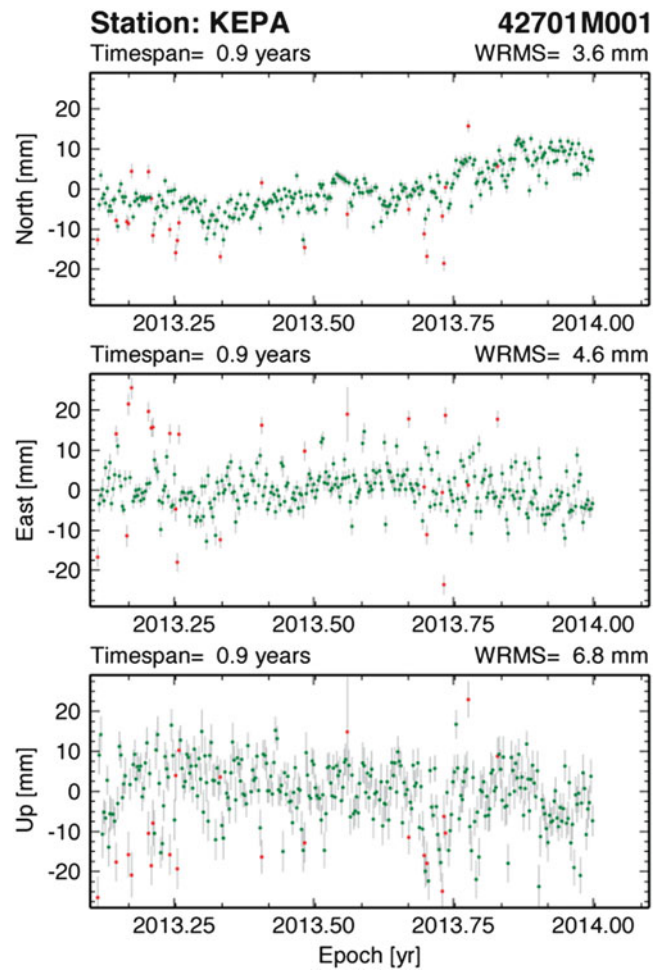 Station: KEPA 42701M001
Timespan= 0.9 years WRMS= 3.6 mm
North [mm]
20
10
0
-10
-20
2013.25 2013.50 2013.75 2014.00
Timespan= 0.9 years WRMS= 4.6 mm
East [mm]
20
10
0
-10
-20
2013.25 2013.50 2013.75 2014.00
Timespan= 0.9 years WRMS= 6.8 mm
Up [mm]
20
10
0
-10
-20
2013.25 2013.50 2013.75 2014.00
Epoch [yr]